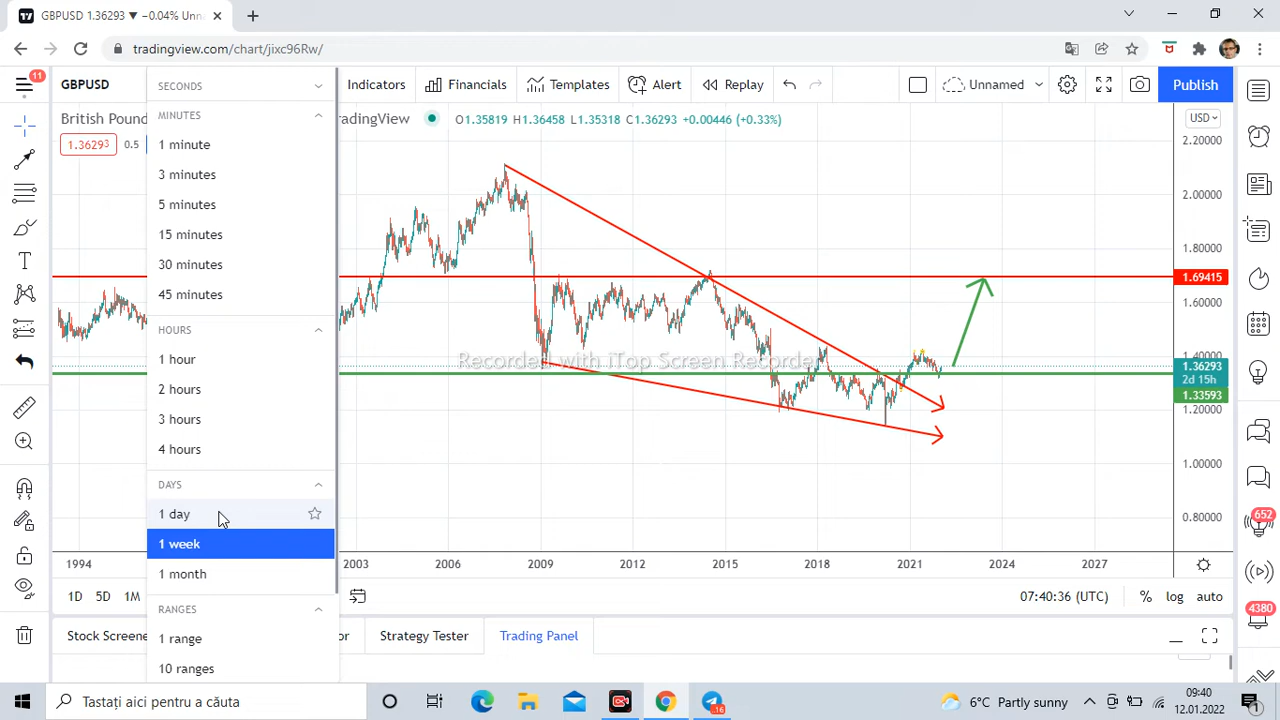 GBPUSD 1.36293 ▼ −0.04% Unna
tradingview.com/chart/jixc96Rw/
11
GBPUSD
Indicators
Financials
Templates
Alert
Replay
Unnamed
Publish
British Pound
TradingView
O1.35819 H1.36458 L1.35318 C1.36293 +0.00446 (+0.33%)
1.36293
0.5
SECONDS
MINUTES
1 minute
3 minutes
5 minutes
15 minutes
30 minutes
45 minutes
HOURS
1 hour
2 hours
3 hours
4 hours
DAYS
1 day
1 week
1 month
RANGES
1 range
10 ranges
Recorded with iTop Screen Recorder
USD
2.20000
2.00000
1.80000
1.69415
1.60000
1.40000
1.36293
2d 15h
1.33593
1.20000
1.00000
0.80000
1994
2003
2006
2009
2012
2015
2018
2021
2024
2027
1D
5D
1M
07:40:36 (UTC)
%
log
auto
Stock Screene
or
Strategy Tester
Trading Panel
652
4380
Tastați aici pentru a căuta
16
6°C Partly sunny
09:40
12.01.2022
1